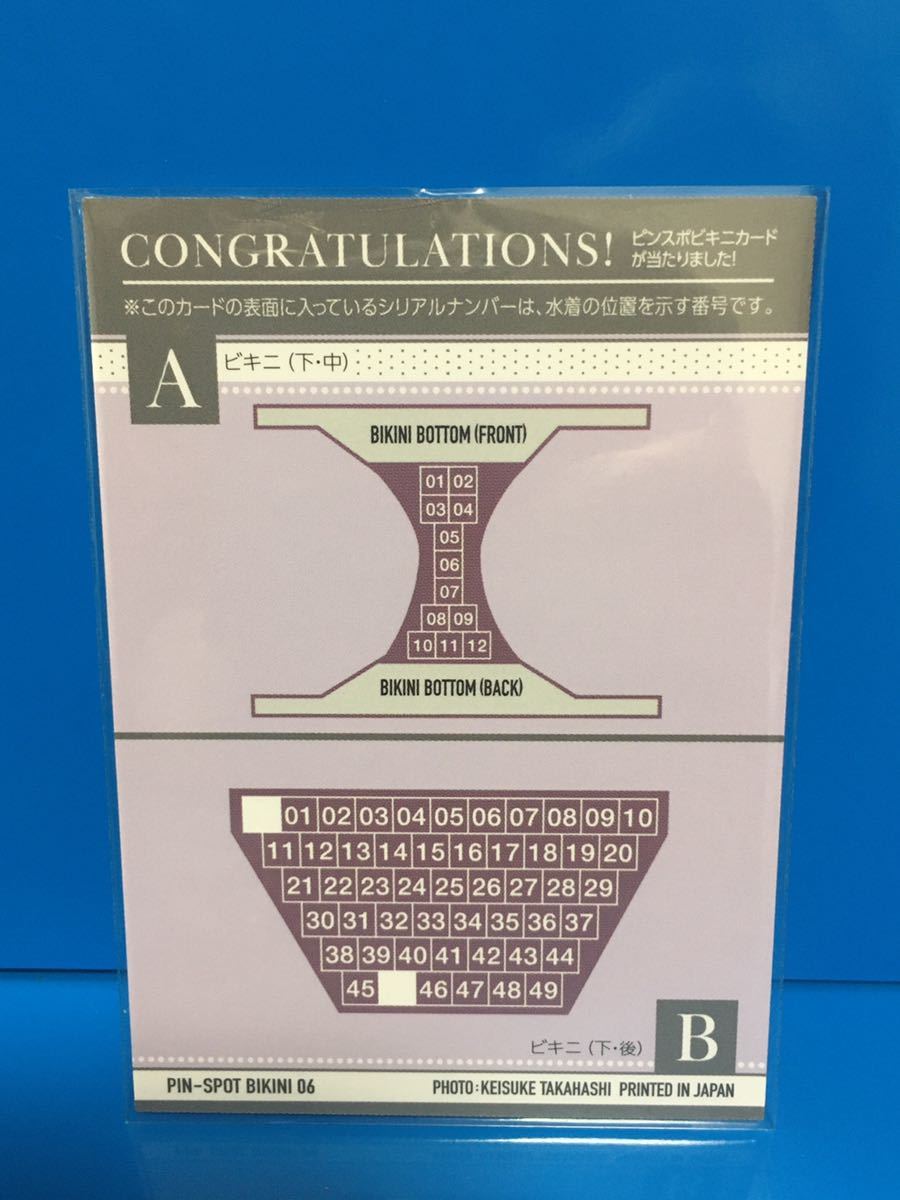 CONGRATULATIONS!
ピンスポビキニカード
が当たりました!
※このカードの表面に入っているシリアルナンバーは、水着の位置を示す番号です。
A
ビキニ (下・中)
BIKINI BOTTOM (FRONT)
01 02
03 04
05
06
07
08 09
10 11 12
BIKINI BOTTOM (BACK)
01 02 03 04 05 06 07 08 09 10
11 12 13 14 15 16 17 18 19 20
21 22 23 24 25 26 27 28 29
30 31 32 33 34 35 36 37
38 39 40 41 42 43 44
45 46 47 48 49
ビキニ (下・後)
B
PIN-SPOT BIKINI 06
PHOTO:KEISUKE TAKAHASHI PRINTED IN JAPAN